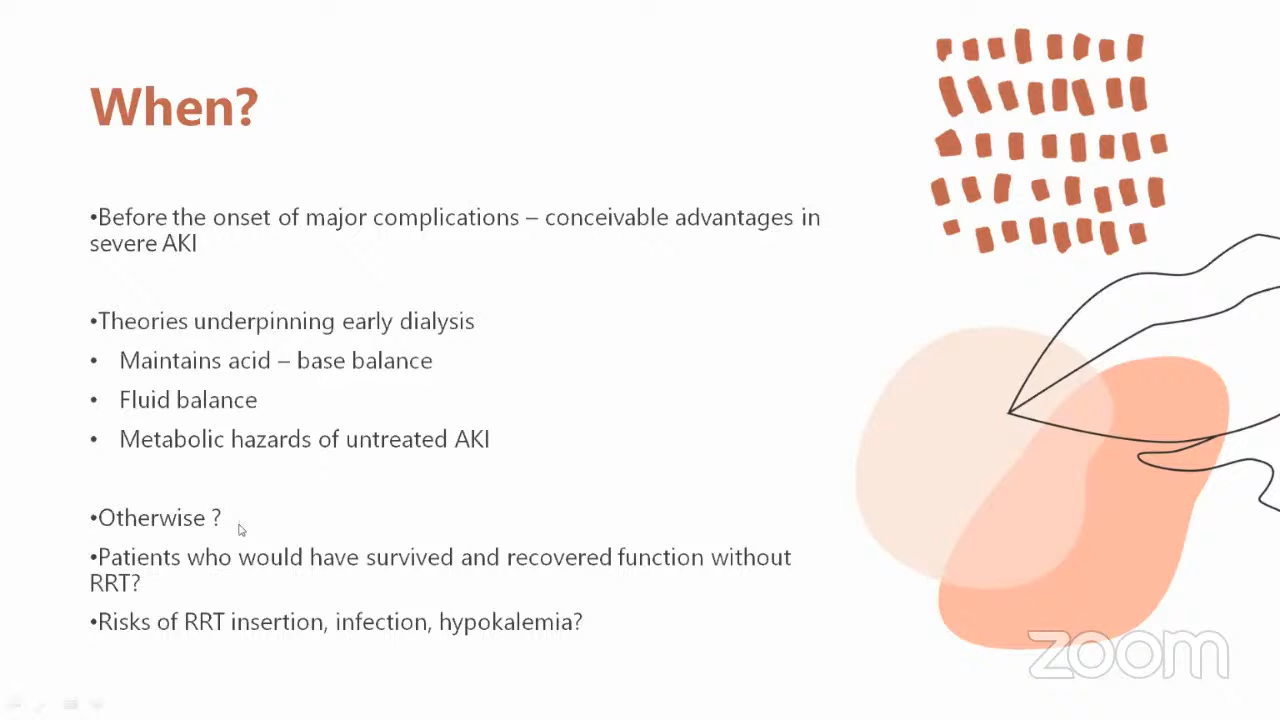 When?
•Before the onset of major complications – conceivable advantages in
severe AKI
•Theories underpinning early dialysis
• Maintains acid – base balance
• Fluid balance
• Metabolic hazards of untreated AKI
•Otherwise ?
•Patients who would have survived and recovered function without
RRT?
•Risks of RRT insertion, infection, hypokalemia?
zoom